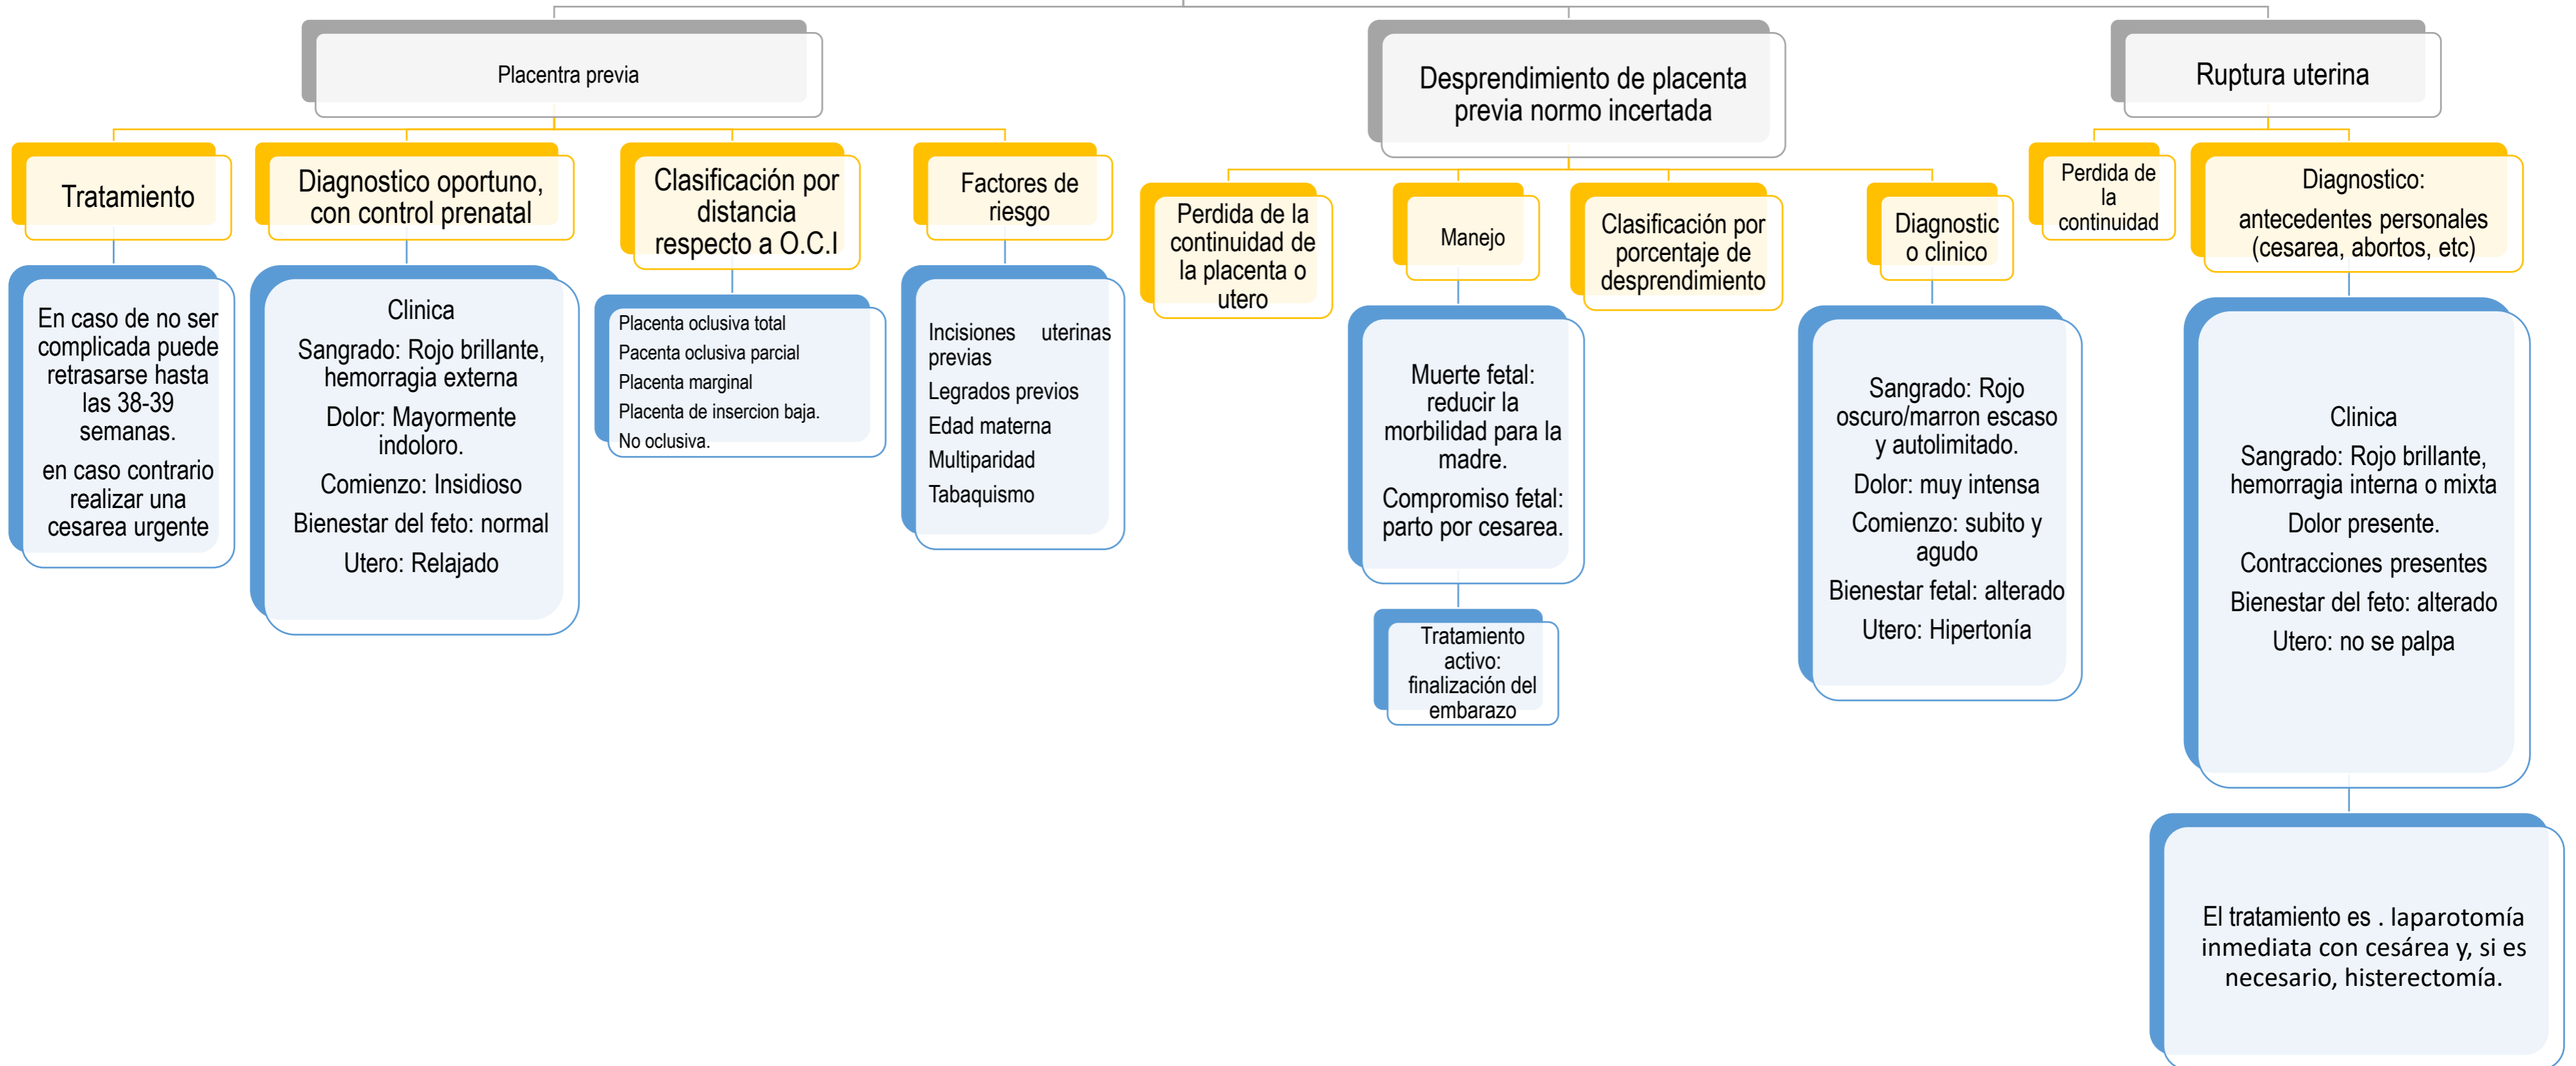 Placentra previa
Desprendimiento de placenta
previa normo incertada
Ruptura uterina
Tratamiento
Diagnostico oportuno,
con control prenatal
Clasificación por
distancia
respecto a O.C.I
Factores de
riesgo
Perdida de la
continuidad de
la placenta o
utero
Manejo
Clasificación por
porcentaje de
desprendimiento
Diagnostic
o clinico
Perdida de
la
continuidad
Diagnostico:
antecedentes personales
(cesarea, abortos, etc)
En caso de no ser
complicada puede
retrasarse hasta
las 38-39
semanas.
en caso contrario
realizar una
cesarea urgente
Clinica
Sangrado: Rojo brillante,
hemorragia externa
Dolor: Mayormente
indoloro.
Comienzo: Insidioso
Bienestar del feto: normal
Utero: Relajado
Placenta oclusiva total
Pacenta oclusiva parcial
Placenta marginal
Placenta de insercion baja.
No oclusiva.
Incisiones uterinas
previas
Legrados previos
Edad materna
Multiparidad
Tabaquismo
Muerte fetal:
reducir la
morbilidad para la
madre.
Compromiso fetal:
parto por cesarea.
Tratamiento
activo:
finalización del
embarazo
Sangrado: Rojo
oscuro/marron escaso
y autolimitado.
Dolor: muy intensa
Comienzo: subito y
agudo
Bienestar fetal: alterado
Utero: Hipertonía
Clinica
Sangrado: Rojo brillante,
hemorragia interna o mixta
Dolor presente.
Contracciones presentes
Bienestar del feto: alterado
Utero: no se palpa
El tratamiento es . laparotomía
inmediata con cesárea y, si es
necesario, histerectomía.